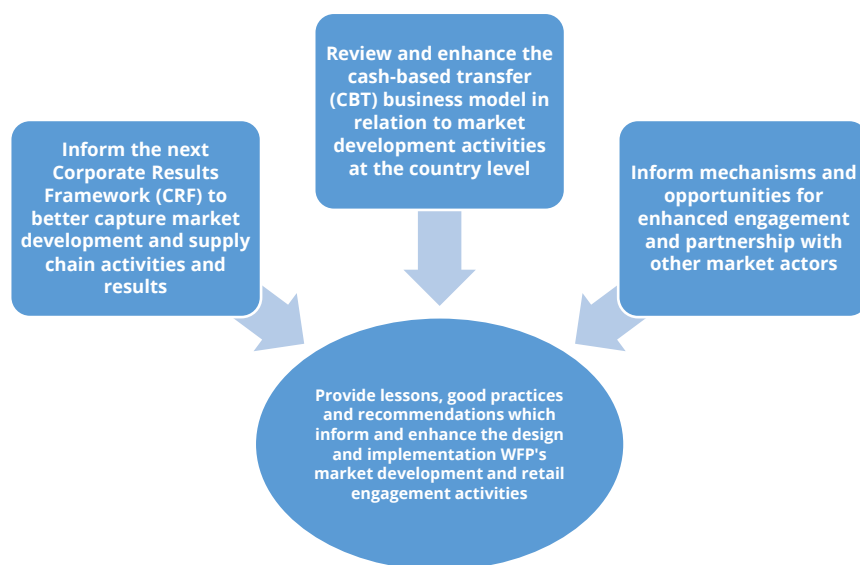 Review and enhance the
cash-based transfer
(CBT) business model in
relation to market
development activities
at the country level
Inform the next
Corporate Results
Framework (CRF) to
better capture market
development and supply
chain activities and
results
Inform mechanisms and
opportunities for
enhanced engagement
and partnership with
other market actors
Provide lessons, good practices
and recommendations which
inform and enhance the design
and implementation WFP's
market development and retail
engagement activities